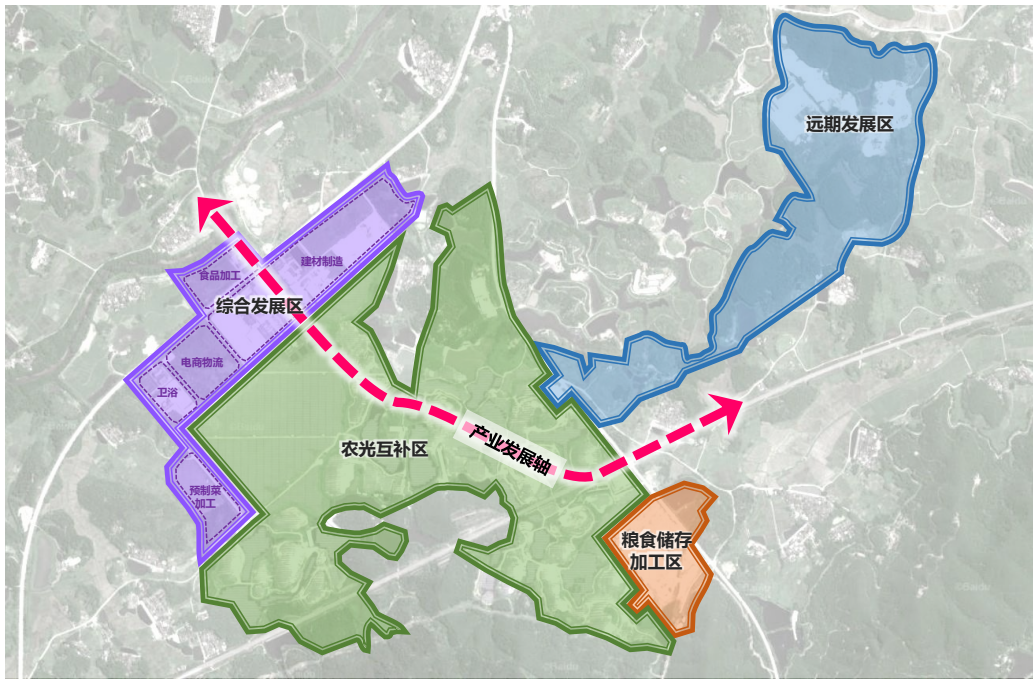 远期发展区
食品加工
建材制造
综合发展区
电商物流
卫浴
农光互补区
产业发展轴
预制菜
加工
粮食储存
加工区